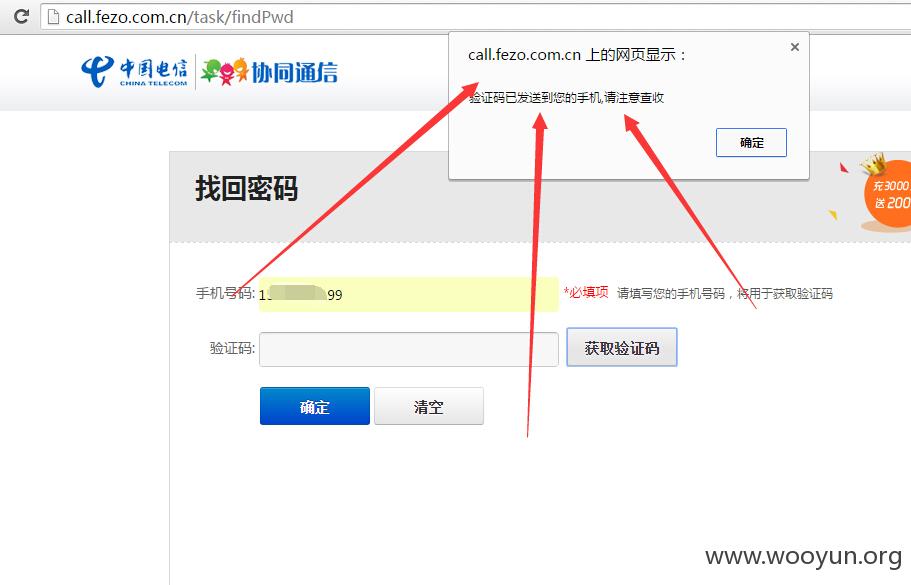 call.fezo.com.cn/task/findPwd
中国电信
CHINA TELECOM
协同通信
call.fezo.com.cn 上的网页显示：
验证码已发送到您的手机,请注意查收
确定
找回密码
充3000
送200
手机号码: 1 99 *必填项 请填写您的手机号码，将用于获取验证码
验证码: 获取验证码
确定 清空
www.wooyun.org